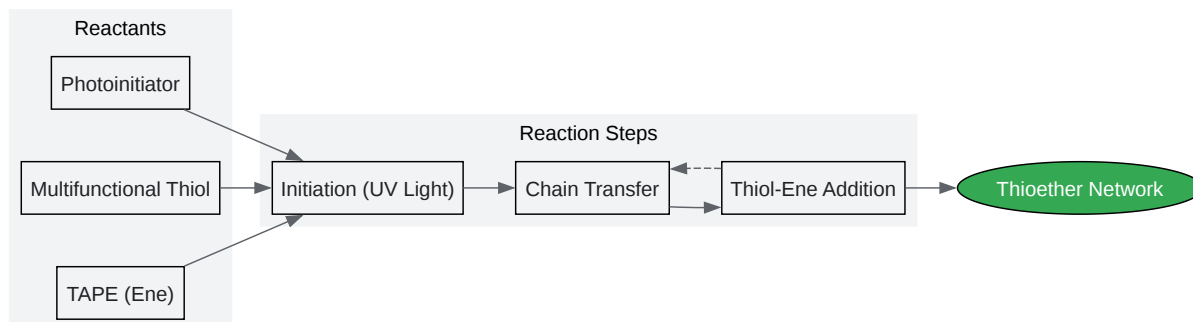 Reactants
Photoinitiator
Multifunctional Thiol
TAPE (Ene)
Reaction Steps
Initiation (UV Light)
Chain Transfer
Thiol-Ene Addition
Thioether Network